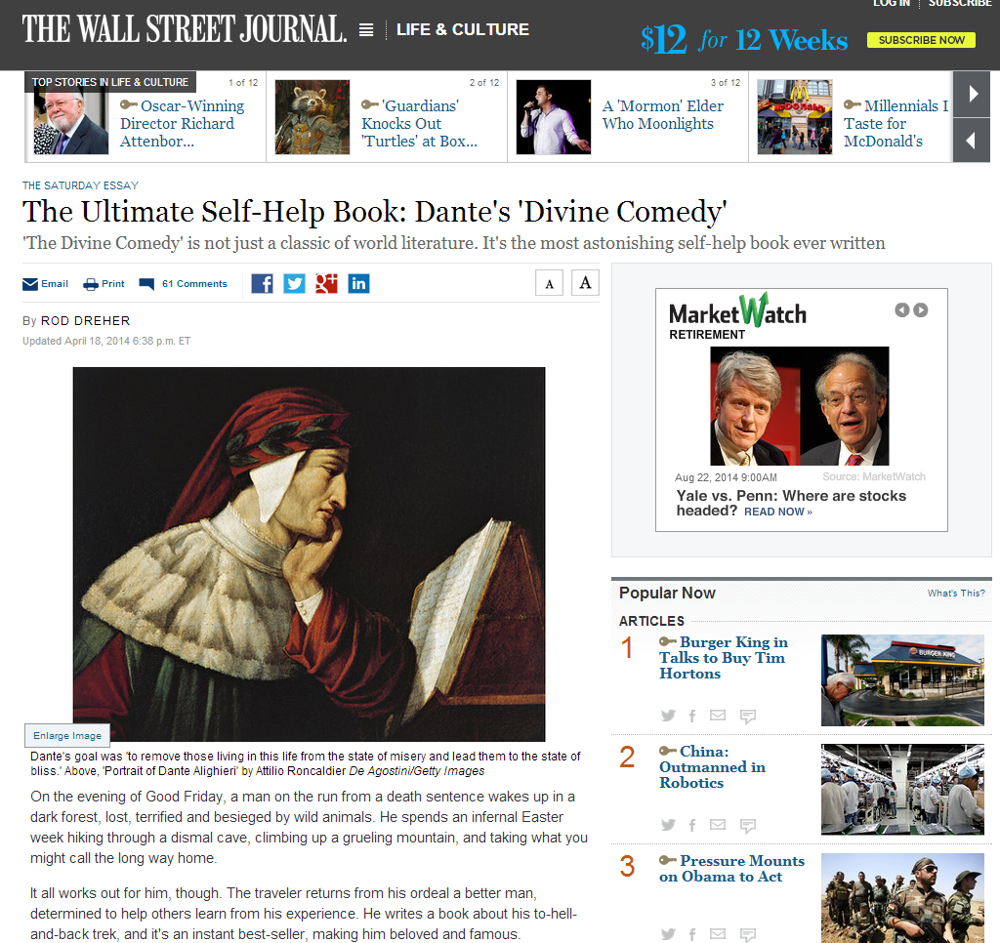 LOG IN SUBSCRIBE
THE WALL STREET JOURNAL.
LIFE & CULTURE
$12 for 12 Weeks
SUBSCRIBE NOW
TOP STORIES IN LIFE & CULTURE
1 of 12
Oscar-Winning
Director Richard
Attenbor...
2 of 12
'Guardians'
Knocks Out
'Turtles' at Box...
3 of 12
A 'Mormon' Elder
Who Moonlights
McDonald's
Millennials I
Taste for
McDonald's
THE SATURDAY ESSAY
The Ultimate Self-Help Book: Dante's 'Divine Comedy'
'The Divine Comedy' is not just a classic of world literature. It's the most astonishing self-help book ever written
Email
Print
61 Comments
A A
By ROD DREHER
Updated April 18, 2014 6:38 p.m. ET
Enlarge Image
Dante's goal was 'to remove those living in this life from the state of misery and lead them to the state of
bliss.' Above, 'Portrait of Dante Alighieri' by Attilio Roncaldier De Agostini/Getty Images
On the evening of Good Friday, a man on the run from a death sentence wakes up in a
dark forest, lost, terrified and besieged by wild animals. He spends an infernal Easter
week hiking through a dismal cave, climbing up a grueling mountain, and taking what you
might call the long way home.
It all works out for him, though. The traveler returns from his ordeal a better man,
determined to help others learn from his experience. He writes a book about his to-hell-
and-back trek, and it's an instant best-seller, making him beloved and famous.
MarketWatch
RETIREMENT
Aug 22, 2014 9:00AM
Source: MarketWatch
Yale vs. Penn: Where are stocks
headed? READ NOW »
Popular Now
What's This?
ARTICLES
1
Burger King in
Talks to Buy Tim
Hortons
BURGER KING
2
China:
Outmanned in
Robotics
3
Pressure Mounts
on Obama to Act